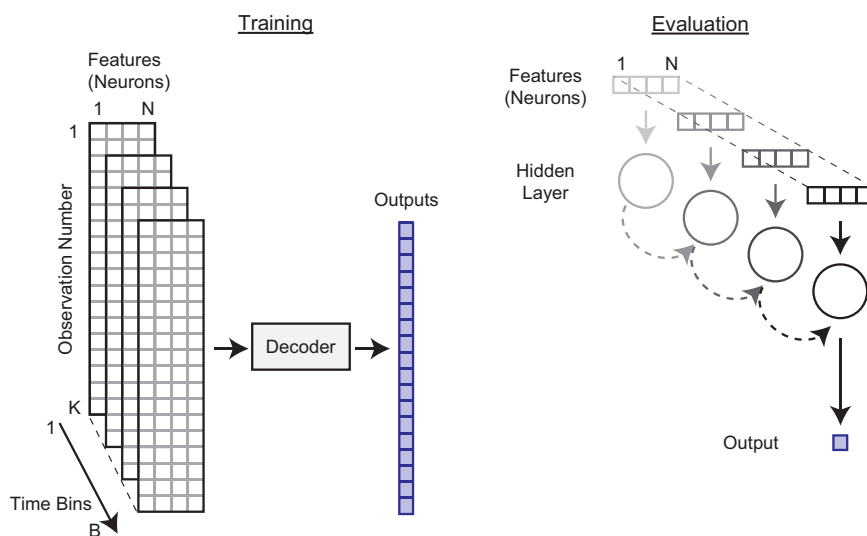 Training
Features
(Neurons)
1 N
1
Observation Number
K
1
Time Bins
B
Decoder
Outputs
Evaluation
1 N
Features
(Neurons)
Hidden
Layer
Output